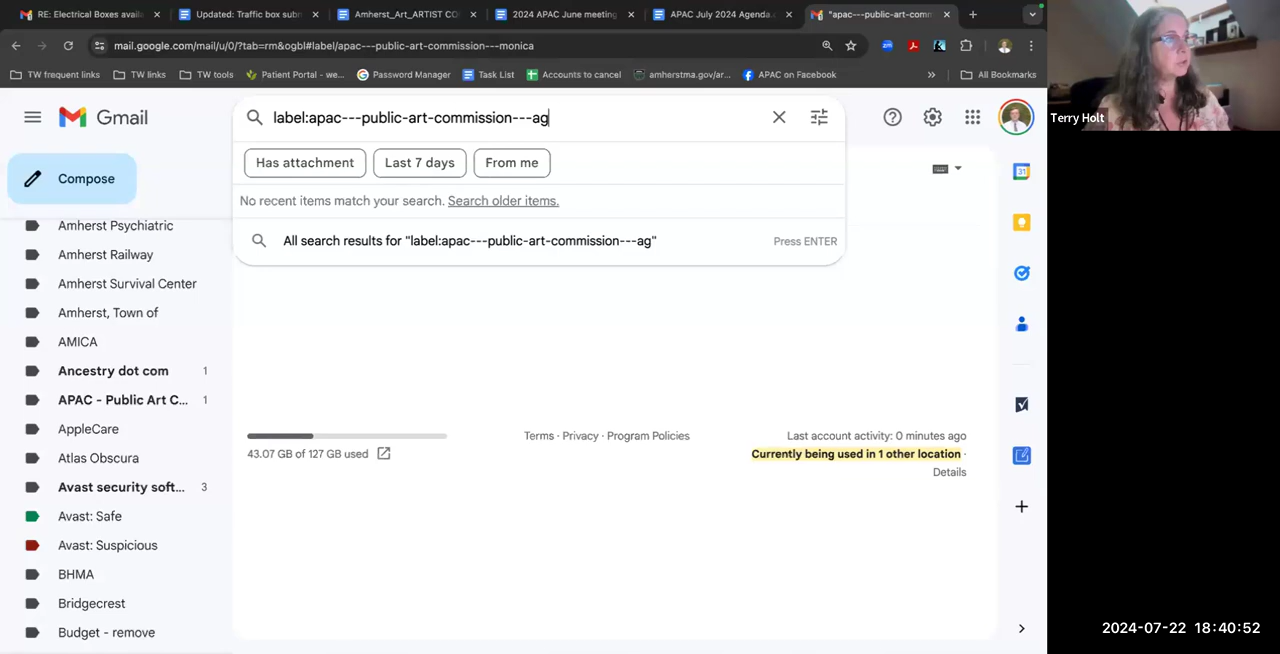 RE: Electrical Boxes availa
Updated: Traffic box subm
Amherst_Art_ARTIST CO
2024 APAC June meeting
APAC July 2024 Agenda.d
"apac---public-art-comm
mail.google.com/mail/u/0/?tab=rm&ogbl#label/apac---public-art-commission---monica
TW frequent links
TW links
TW tools
Patient Portal - we...
Password Manager
Task List
Accounts to cancel
amherstma.gov/ar...
APAC on Facebook
»
All Bookmarks
Gmail
label:apac---public-art-commission---ag
Terry Holt
Has attachment
Last 7 days
From me
Compose
No recent items match your search. Search older items.
All search results for "label:apac---public-art-commission---ag"
Press ENTER
Amherst Psychiatric
Amherst Railway
Amherst Survival Center
Amherst, Town of
AMICA
Ancestry dot com 1
APAC - Public Art C... 1
AppleCare
Atlas Obscura
Avast security soft... 3
Avast: Safe
Avast: Suspicious
BHMA
Bridgecrest
Budget - remove
43.07 GB of 127 GB used
Terms · Privacy · Program Policies
Last account activity: 0 minutes ago
Currently being used in 1 other location ·
Details
31
2024-07-22 18:40:52